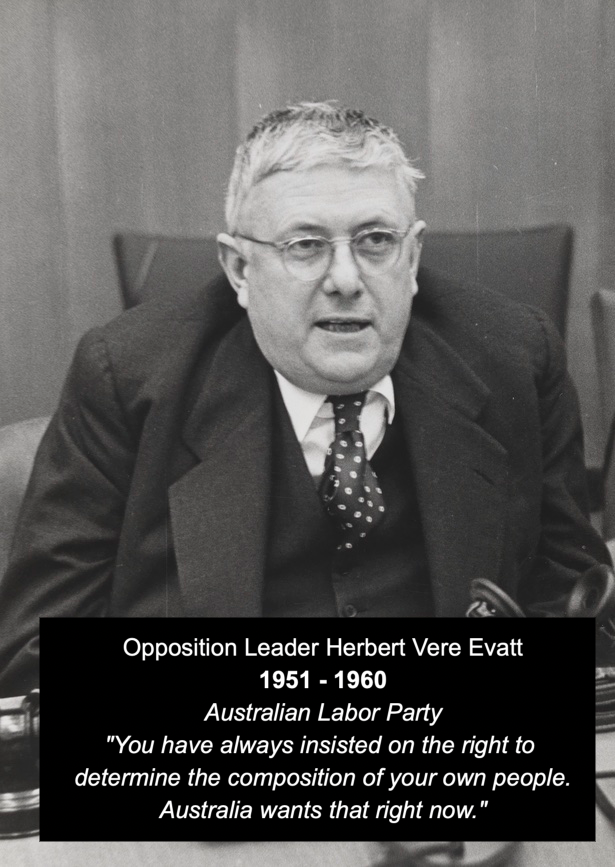 Opposition Leader Herbert Vere Evatt
1951 - 1960
Australian Labor Party
"You have always insisted on the right to
determine the composition of your own people.
Australia wants that right now."